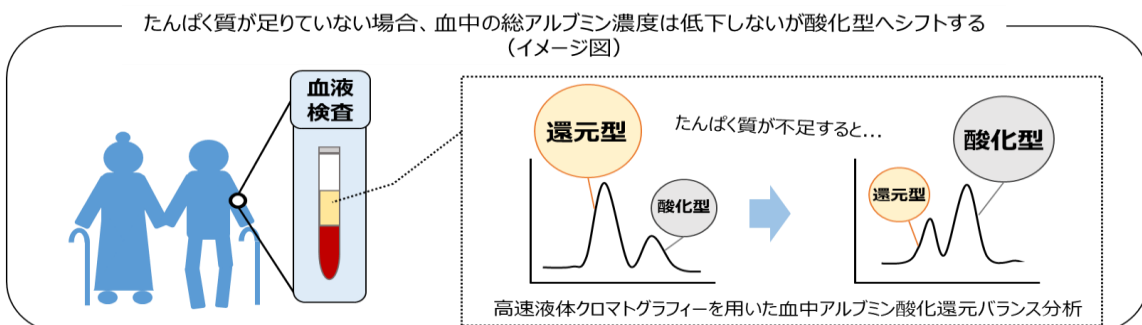 たんぱく質が足りていない場合、血中の総アルブミン濃度は低下しないが酸化型へシフトする
（イメージ図）
血液
検査
還元型
酸化型
たんぱく質が不足すると…
還元型
酸化型
高速液体クロマトグラフィーを用いた血中アルブミン酸化還元バランス分析